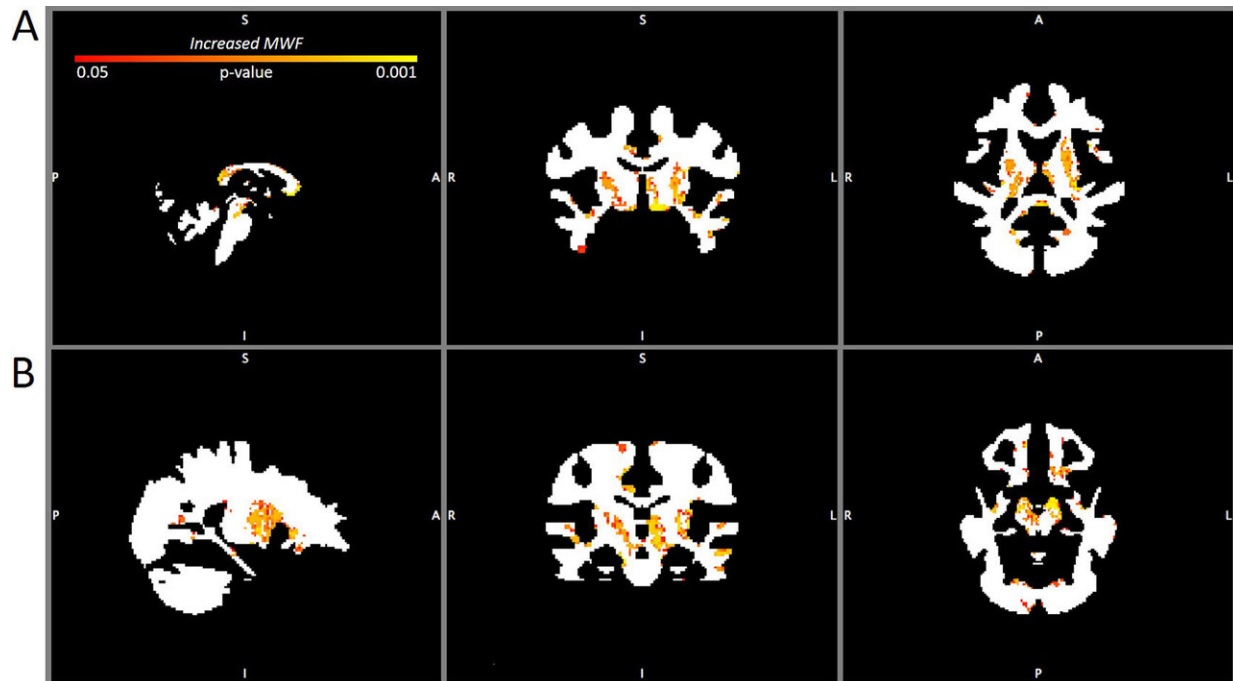 A
S S A
Increased MWF
0.05 p-value 0.001
P A R L R L
I I P
B
S S A
P A R L R L
I I P